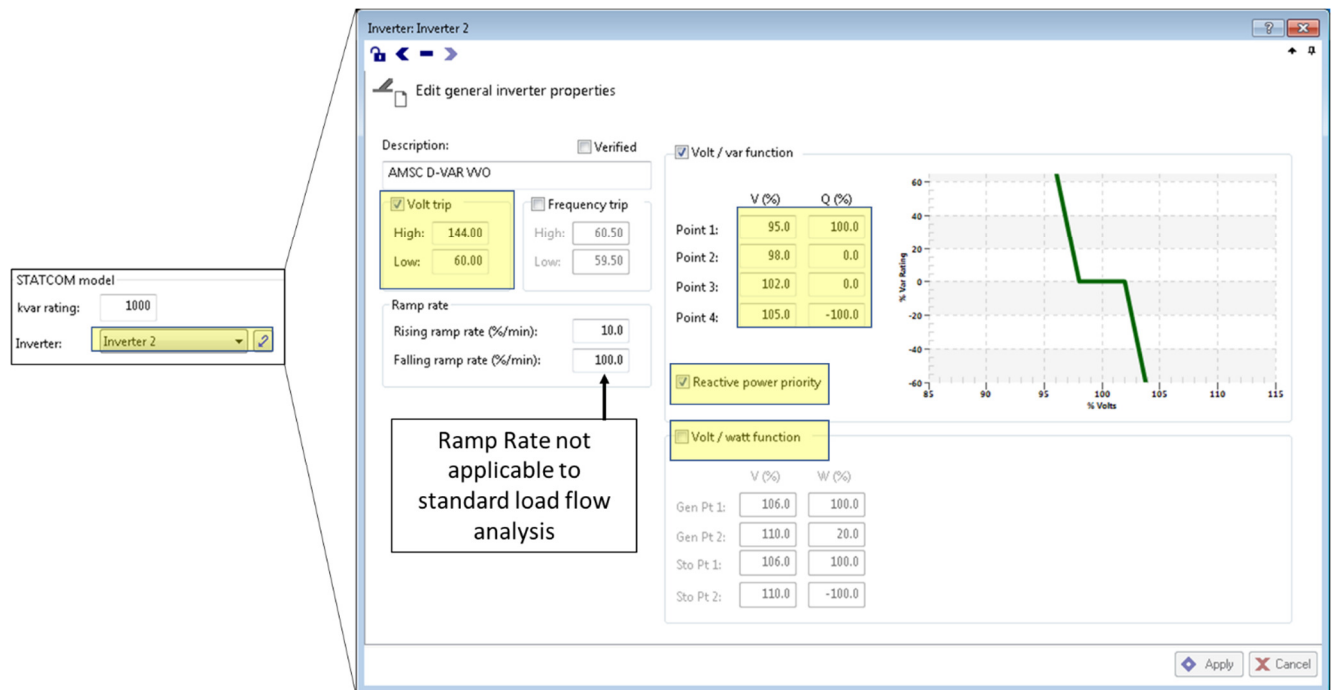 STATCOM model
kvar rating: 1000
Inverter: Inverter 2
Inverter: Inverter 2
Edit general inverter properties
Description: Verified
AMSC D-VAR VVO
Volt trip
High: 144.00
Low: 60.00
Frequency trip
High: 60.50
Low: 59.50
Ramp rate
Rising ramp rate (%/min): 10.0
Falling ramp rate (%/min): 100.0
Ramp Rate not
applicable to
standard load flow
analysis
Volt / var function
V (%) Q (%)
Point 1: 95.0 100.0
Point 2: 98.0 0.0
Point 3: 102.0 0.0
Point 4: 105.0 -100.0
Reactive power priority
% Var Rating
60
40
20
0
-20
-40
-60
85 90 95 100 105 110 115
% Volts
Volt / watt function
V (%) W (%)
Gen Pt 1: 106.0 100.0
Gen Pt 2: 110.0 20.0
Sto Pt 1: 106.0 100.0
Sto Pt 2: 110.0 -100.0
Apply Cancel